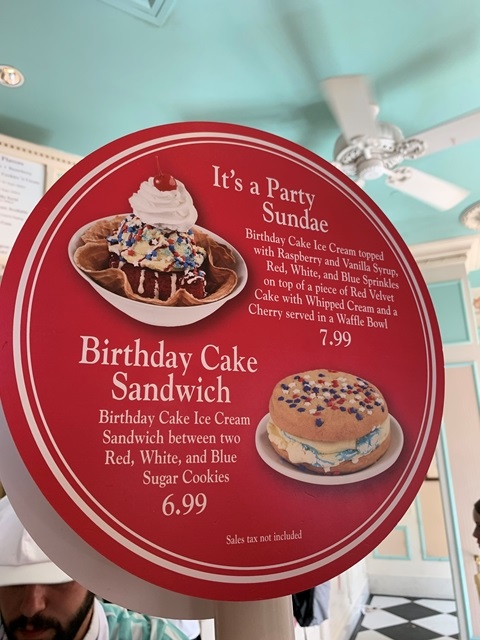 It's a Party
Sundae
Birthday Cake Ice Cream topped
with Raspberry and Vanilla Syrup,
Red, White, and Blue Sprinkles
on top of a piece of Red Velvet
Cake with Whipped Cream and a
Cherry served in a Waffle Bowl
7.99
Birthday Cake
Sandwich
Birthday Cake Ice Cream
Sandwich between two
Red, White, and Blue
Sugar Cookies
6.99
Sales tax not included